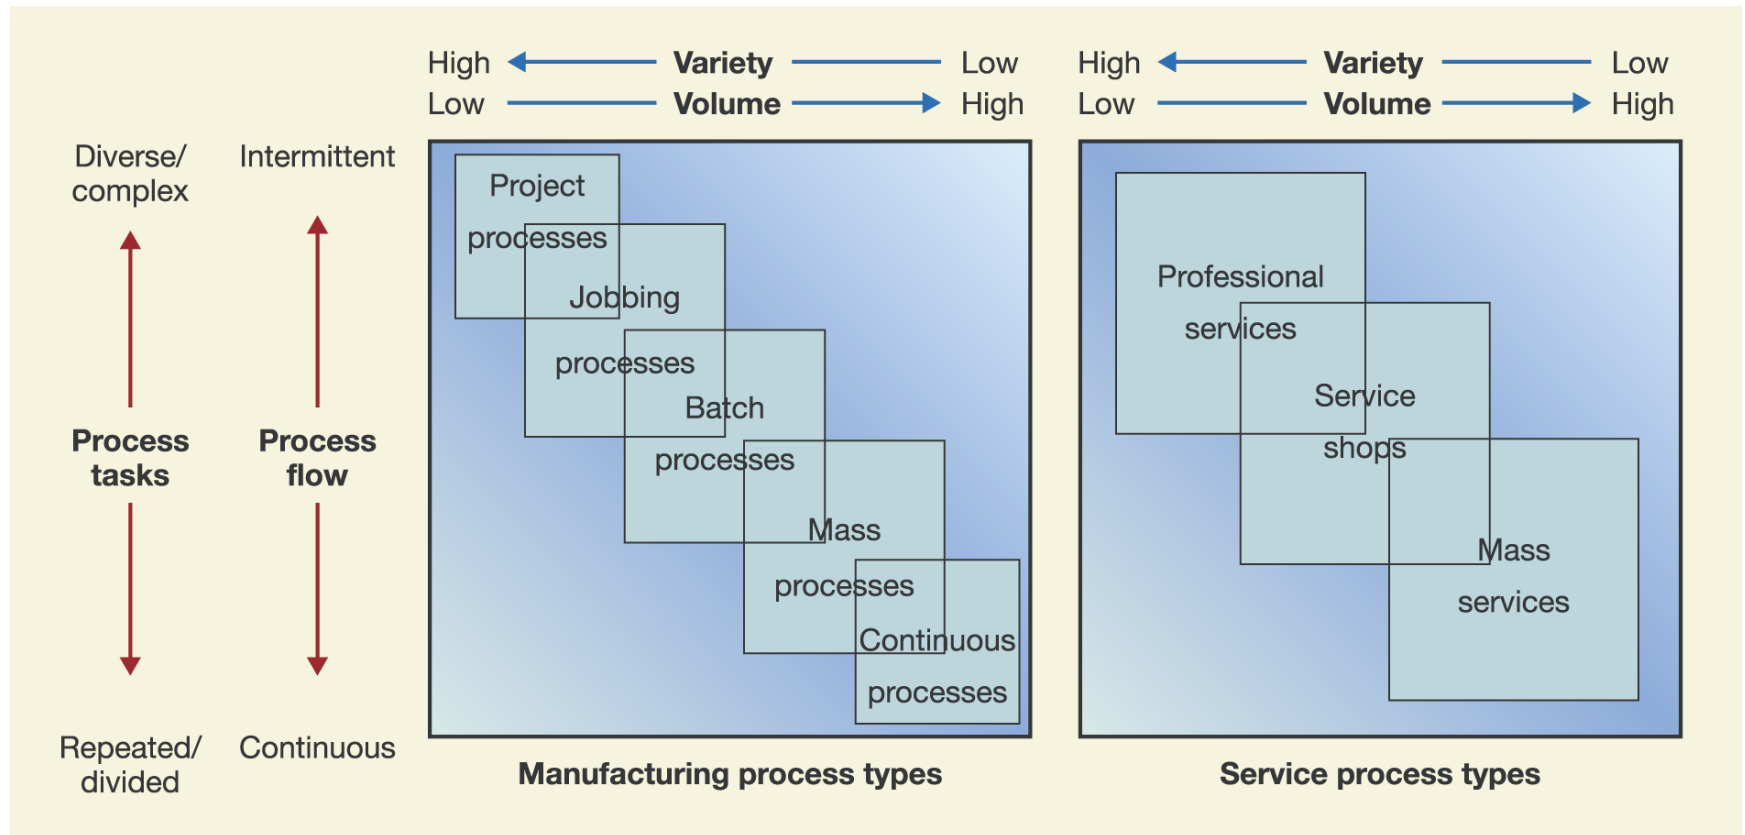 High Variety Low
Low Volume High
High Variety Low
Low Volume High
Diverse/
complex
Process
tasks
Repeated/
divided
Intermittent
Process
flow
Continuous
Project
processes
Jobbing
processes
Batch
processes
Mass
processes
Continuous
processes
Manufacturing process types
Professional
services
Service
shops
Mass
services
Service process types